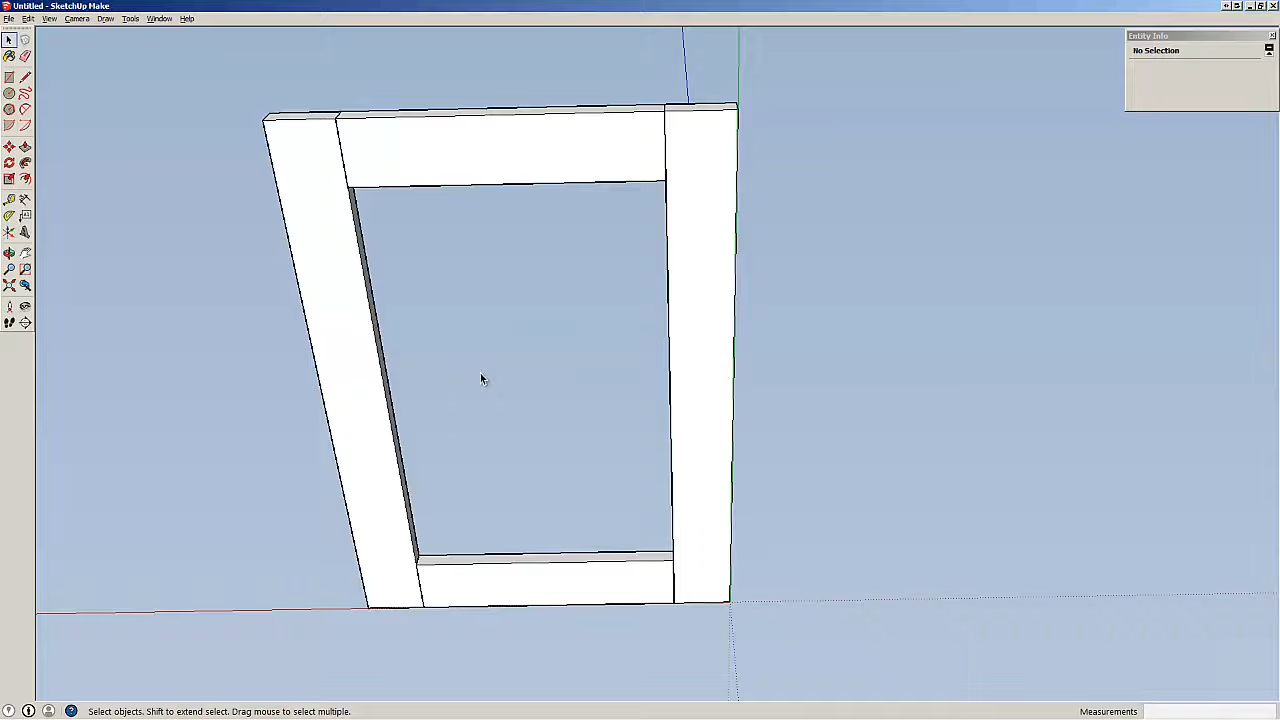 Untitled - SketchUp Make
File Edit View Camera Draw Tools Window Help
Entity Info
No Selection
Select objects. Shift to extend select. Drag mouse to select multiple.
Measurements